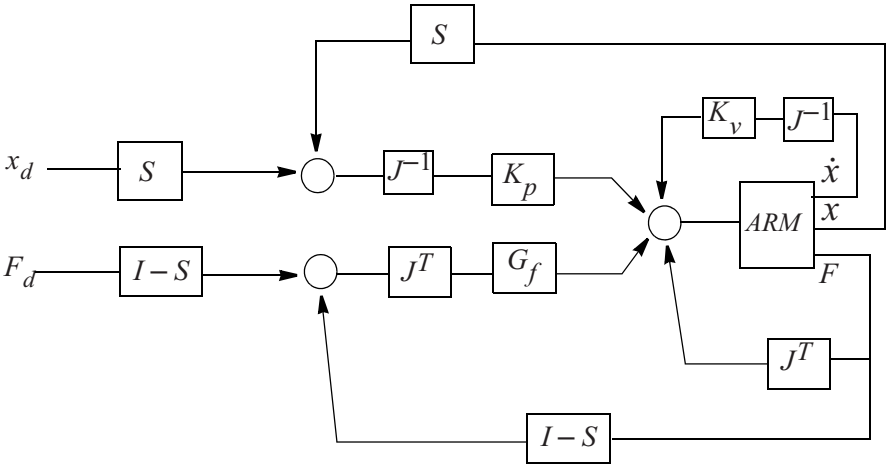 S
K_v
J^{-1}
x_d
S
J^{-1}
K_p
ẋ
x
ARM
F_d
I – S
J^T
G_f
F
J^T
I – S